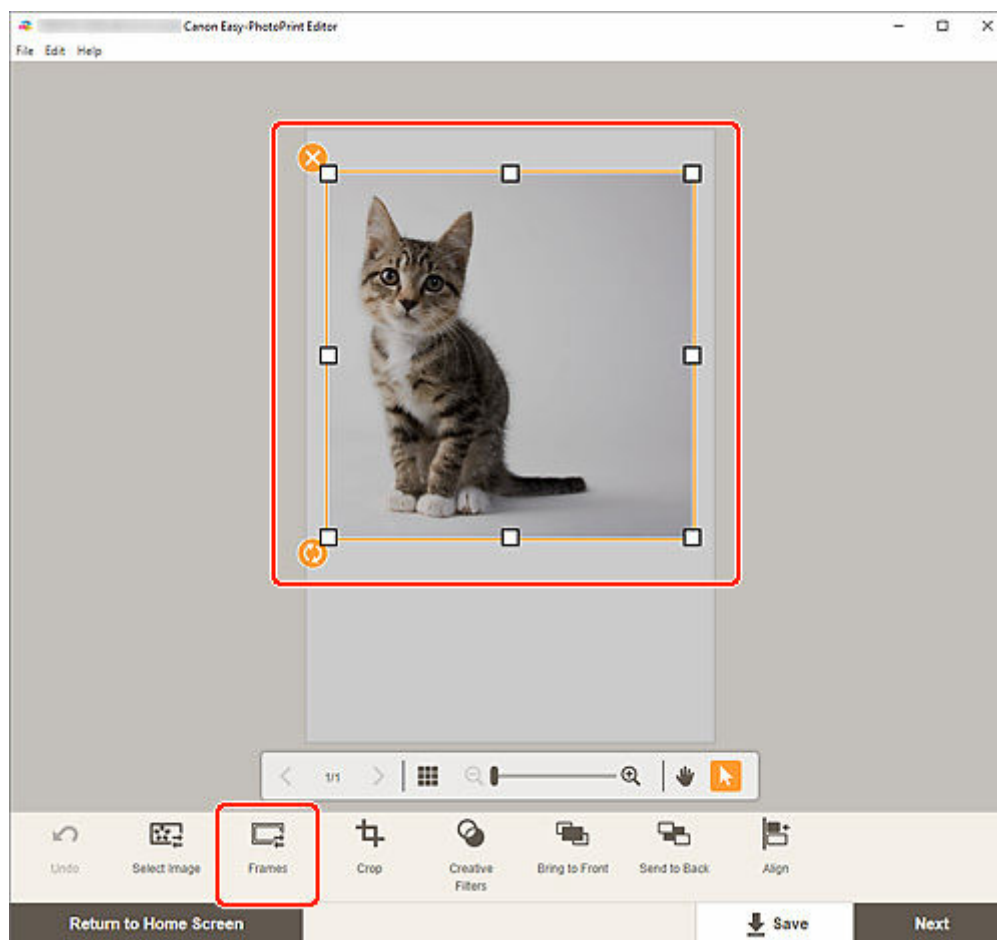 Canon Easy-PhotoPrint Editor
File Edit Help
1/1
Undo Select Image Frames Crop Creative Filters Bring to Front Send to Back Align
Return to Home Screen Save Next